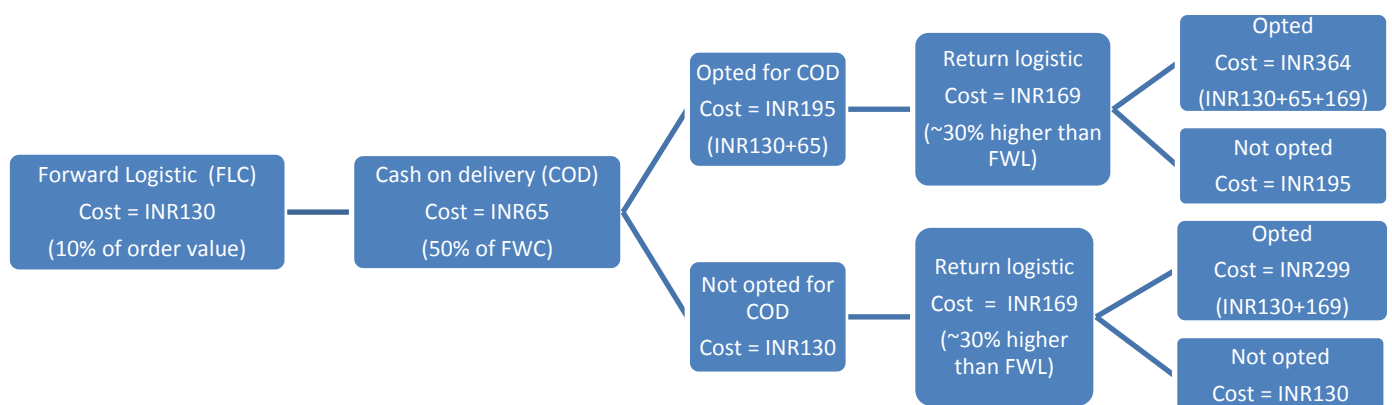 Forward Logistic (FLC)
Cost = INR130
(10% of order value)
Cash on delivery (COD)
Cost = INR65
(50% of FWC)
Opted for COD
Cost = INR195
(INR130+65)
Return logistic
Cost = INR169
(~30% higher than
FWL)
Opted
Cost = INR364
(INR130+65+169)
Not opted
Cost = INR195
Not opted for
COD
Cost = INR130
Return logistic
Cost = INR169
(~30% higher
than FWL)
Opted
Cost = INR299
(INR130+169)
Not opted
Cost = INR130